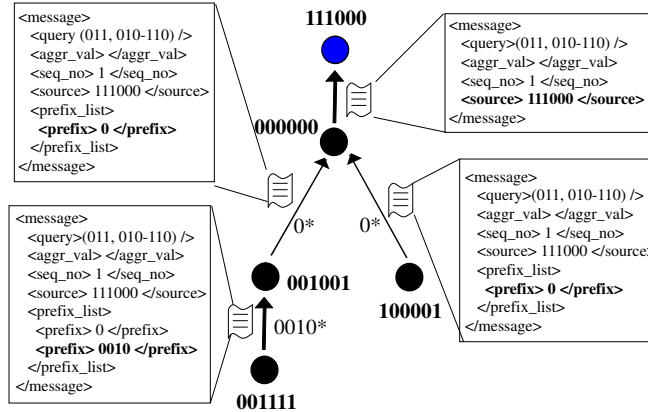 <message>
<query (011, 010-110) />
<aggr_val> </aggr_val>
<seq_no> 1 </seq_no>
<source> 111000 </source>
<prefix_list>
<prefix> 0 </prefix>
</prefix_list>
</message>
111000
<message>
<query>(011, 010-110) />
<aggr_val> </aggr_val>
<seq_no> 1 </seq_no>
<source> 111000 </source>
</message>
000000
<message>
<query>(011, 010-110) />
<aggr_val> </aggr_val>
<seq_no> 1 </seq_no>
<source> 111000 </source>
<prefix_list>
<prefix> 0 </prefix>
</prefix_list>
</message>
0*
0*
<message>
<query>(011, 010-110) />
<aggr_val> </aggr_val>
<seq_no> 1 </seq_no>
<source> 111000 </source>
<prefix_list>
<prefix> 0 </prefix>
<prefix> 0010 </prefix>
</prefix_list>
</message>
001001
100001
0010*
001111